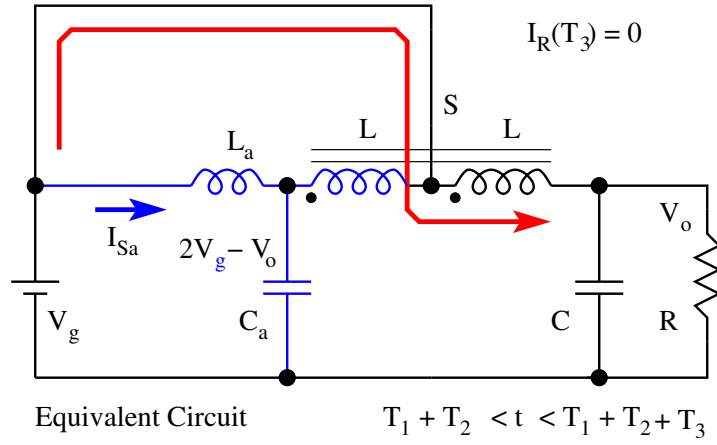 I_R(T_3) = 0
S
L L
L_a
I_Sa
2V_g − V_o
V_o
V_g
C_a
C
R
Equivalent Circuit
T_1 + T_2 < t < T_1 + T_2 + T_3